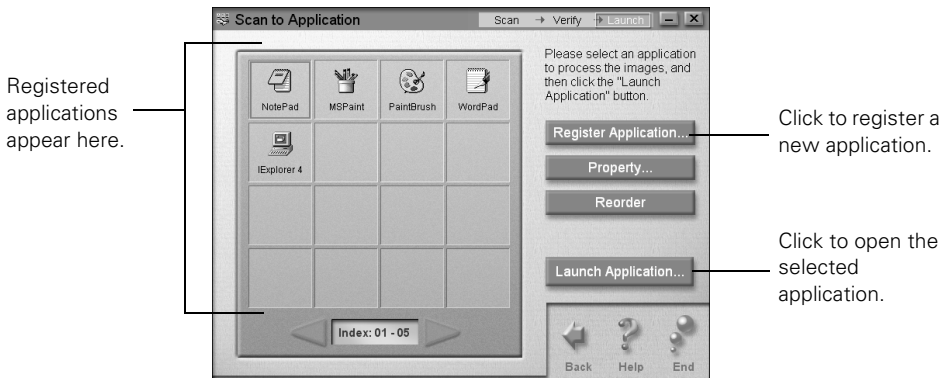 Scan to Application
Scan → Verify → Launch
Registered
applications
appear here.
NotePad
MSPaint
PaintBrush
WordPad
IExplorer 4
Index: 01 - 05
Please select an application
to process the images, and
then click the "Launch
Application" button.
Register Application...
Property...
Reorder
Launch Application...
Back
Help
End
Click to register a
new application.
Click to open the
selected
application.